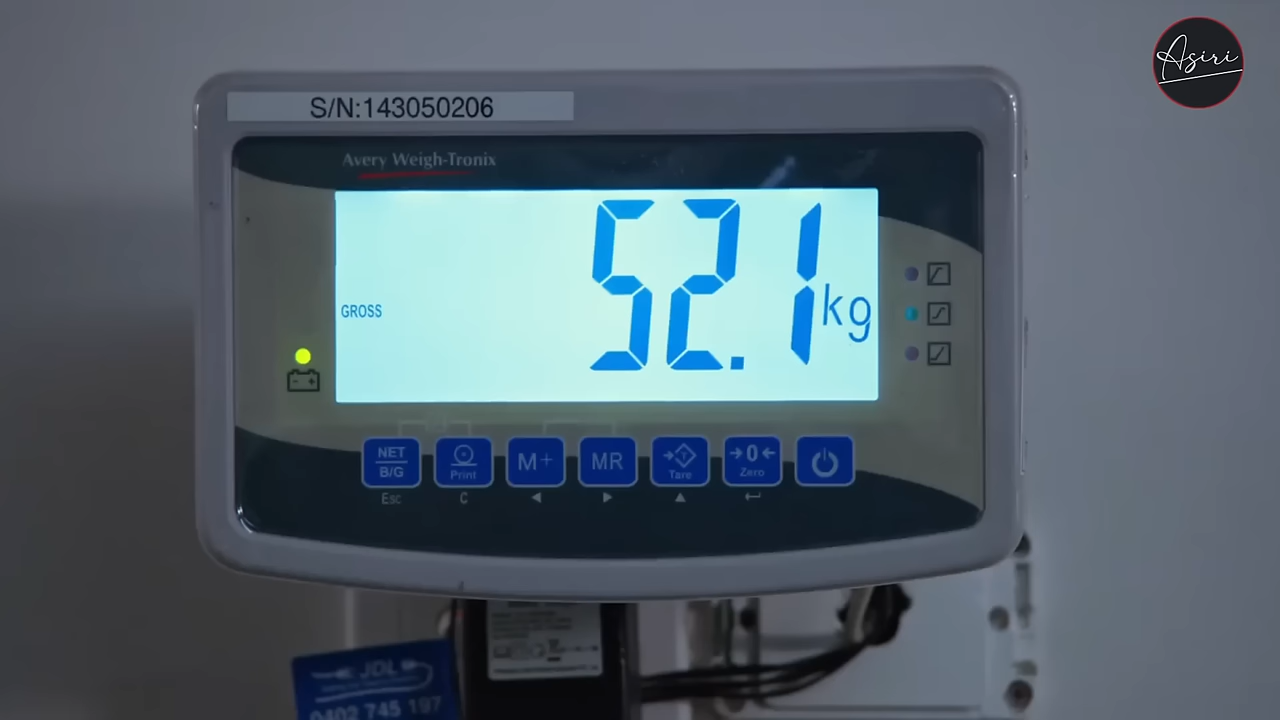 Asiri
S/N:143050206
Avery Weigh-Tronix
GROSS
52.1 kg
NET
B/G
Print
M+
MR
Tare
→0←
Zero
Esc
C
JDL
0402 745 197